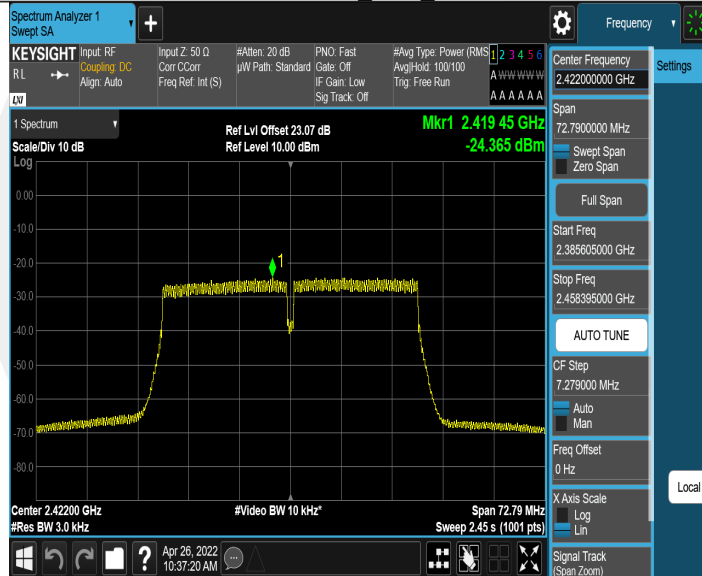 Spectrum Analyzer 1
Swept SA
+
Frequency
KEYSIGHT
RL
LXI
Input: RF
Coupling: DC
Align: Auto
Input Z: 50 Ω
Corr CCorr
Freq Ref: Int (S)
#Atten: 20 dB
µW Path: Standard
PNO: Fast
Gate: Off
IF Gain: Low
Sig Track: Off
#Avg Type: Power (RMS
Avg|Hold: 100/100
Trig: Free Run
1 2 3 4 5 6
A W W W W W
A A A A A A
1 Spectrum
Scale/Div 10 dB
Log
Ref Lvl Offset 23.07 dB
Ref Level 10.00 dBm
Mkr1 2.419 45 GHz
-24.365 dBm
1
0.00
-10.0
-20.0
-30.0
-40.0
-50.0
-60.0
-70.0
-80.0
Center 2.42200 GHz
#Res BW 3.0 kHz
#Video BW 10 kHz*
Span 72.79 MHz
Sweep 2.45 s (1001 pts)
?
Apr 26, 2022
10:37:20 AM
Center Frequency
2.422000000 GHz
Span
72.7900000 MHz
Swept Span
Zero Span
Full Span
Start Freq
2.385605000 GHz
Stop Freq
2.458395000 GHz
AUTO TUNE
CF Step
7.279000 MHz
Auto
Man
Freq Offset
0 Hz
X Axis Scale
Log
Lin
Signal Track
(Span Zoom)
Settings
Local